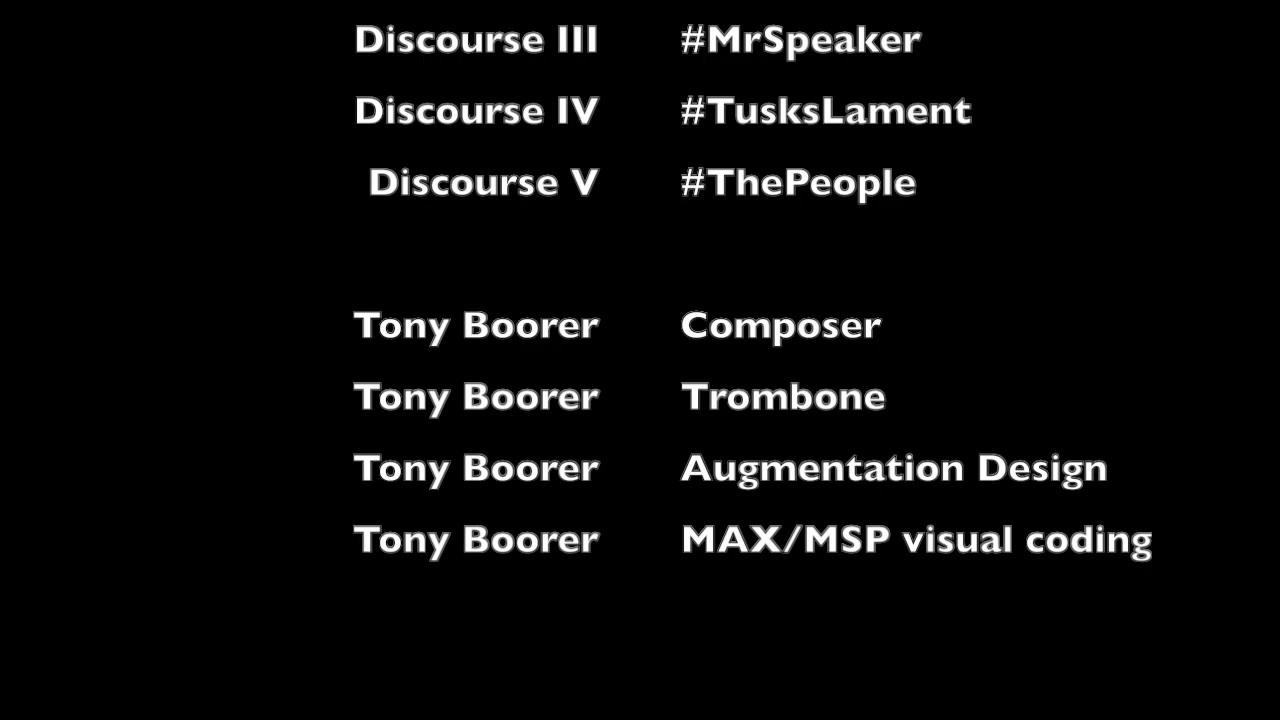 Discourse III #MrSpeaker
Discourse IV #TusksLament
Discourse V #ThePeople
Tony Boorer Composer
Tony Boorer Trombone
Tony Boorer Augmentation Design
Tony Boorer MAX/MSP visual coding